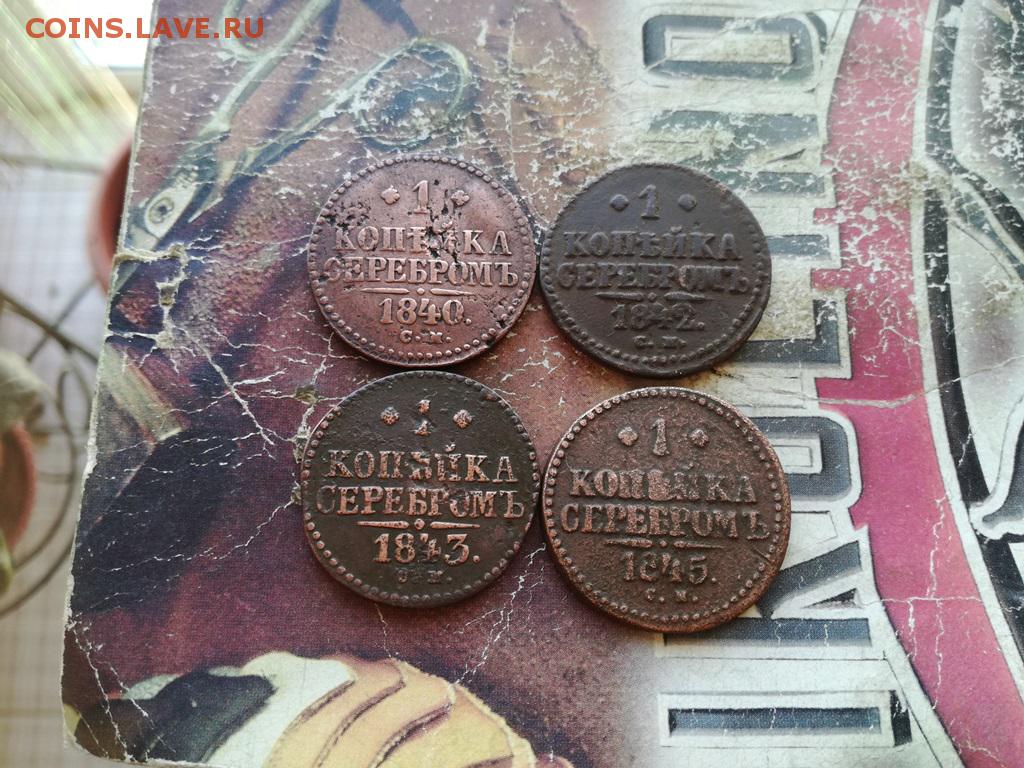 COINS.LAVE.RU
1
КОПѢЙКА
СЕРЕБРОМЪ
1840.
С.М.
1
КОПѢЙКА
СЕРЕБРОМЪ
1842.
С.М.
1
КОПѢЙКА
СЕРЕБРОМЪ
1843.
С.М.
1
КОПѢЙКА
СЕРЕБРОМЪ
1845.
С.М.